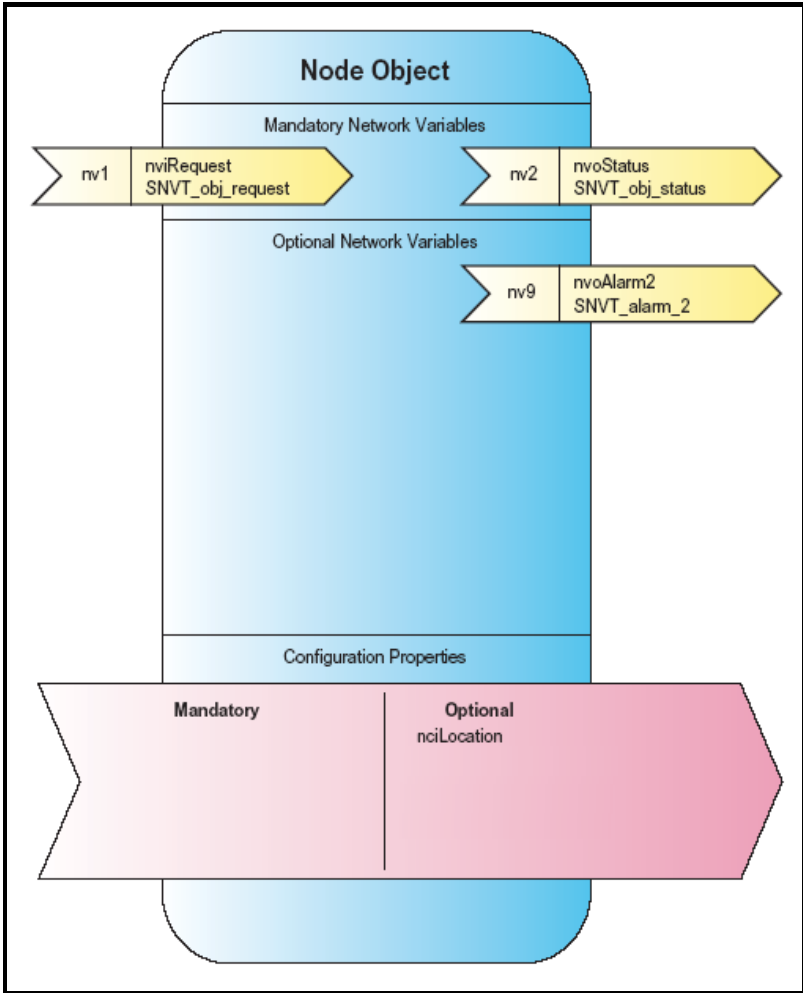 Node Object
Mandatory Network Variables
nv1
nviRequest
SNVT_obj_request
nv2
nvoStatus
SNVT_obj_status
Optional Network Variables
nv9
nvoAlarm2
SNVT_alarm_2
Configuration Properties
Mandatory
Optional
nciLocation